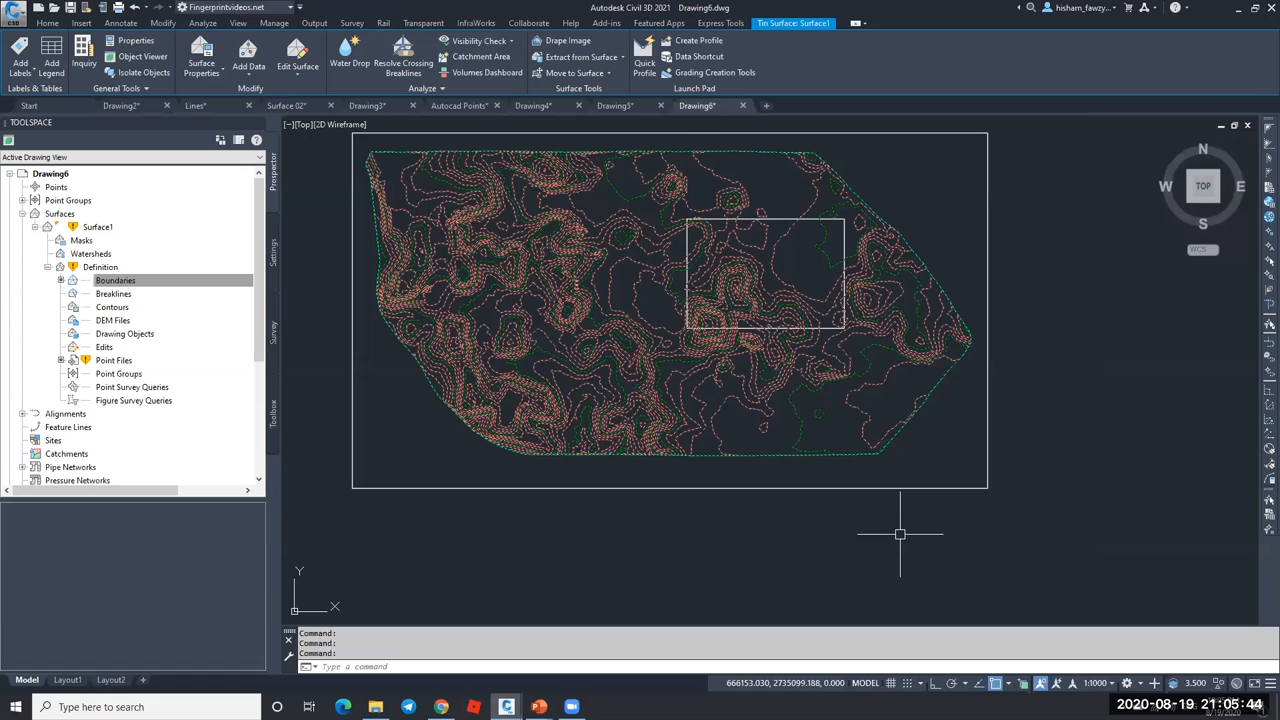 Fingerprintvideos.net
Autodesk Civil 3D 2021 Drawing6.dwg
hisham_fawzy...
C3D
Home Insert Annotate Modify Analyze View Manage Output Survey Rail Transparent InfraWorks Collaborate Help Add-ins Featured Apps Express Tools Tin Surface: Surface1
Add Labels
Add Legend
Inquiry
Properties
Object Viewer
Isolate Objects
Surface Properties
Add Data
Edit Surface
Water Drop
Resolve Crossing Breaklines
Visibility Check
Catchment Area
Volumes Dashboard
Drape Image
Extract from Surface
Move to Surface
Quick Profile
Create Profile
Data Shortcut
Grading Creation Tools
Labels & Tables General Tools Modify Analyze Surface Tools Launch Pad
Start Drawing2* Lines* Surface 02* Drawing3* Autocad Points* Drawing4* Drawing5* Drawing6*
TOOLSPACE
Active Drawing View
Drawing6
Points
Point Groups
Surfaces
Surface1
Masks
Watersheds
Definition
Boundaries
Breaklines
Contours
DEM Files
Drawing Objects
Edits
Point Files
Point Groups
Point Survey Queries
Figure Survey Queries
Alignments
Feature Lines
Sites
Catchments
Pipe Networks
Pressure Networks
Prospector
Settings
Survey
Toolbox
[−][Top][2D Wireframe]
N
W TOP E
S
WCS
Y
X
Command:
Command:
Command:
Type a command
Model Layout1 Layout2 +
666153.030, 2735099.188, 0.000 MODEL 1:1000 3.500
Type here to search
2020-08-19 21:05:44